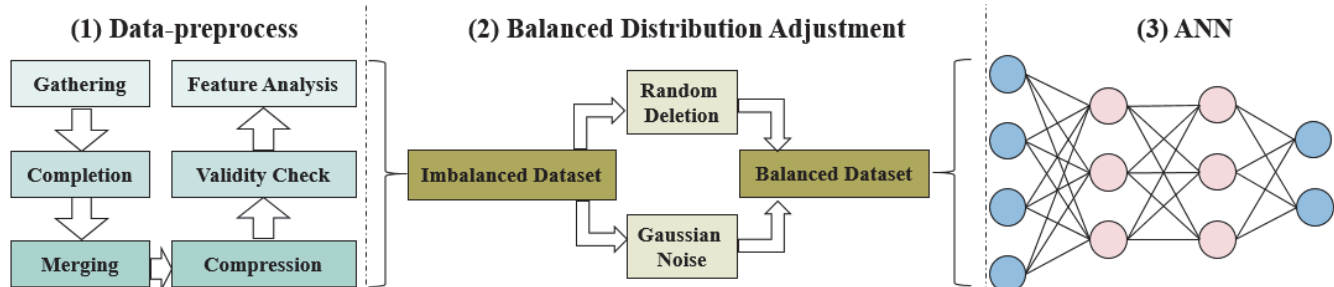 (1) Data-preprocess
Gathering
Completion
Merging
Compression
Validity Check
Feature Analysis
(2) Balanced Distribution Adjustment
Imbalanced Dataset
Random
Deletion
Gaussian
Noise
Balanced Dataset
(3) ANN